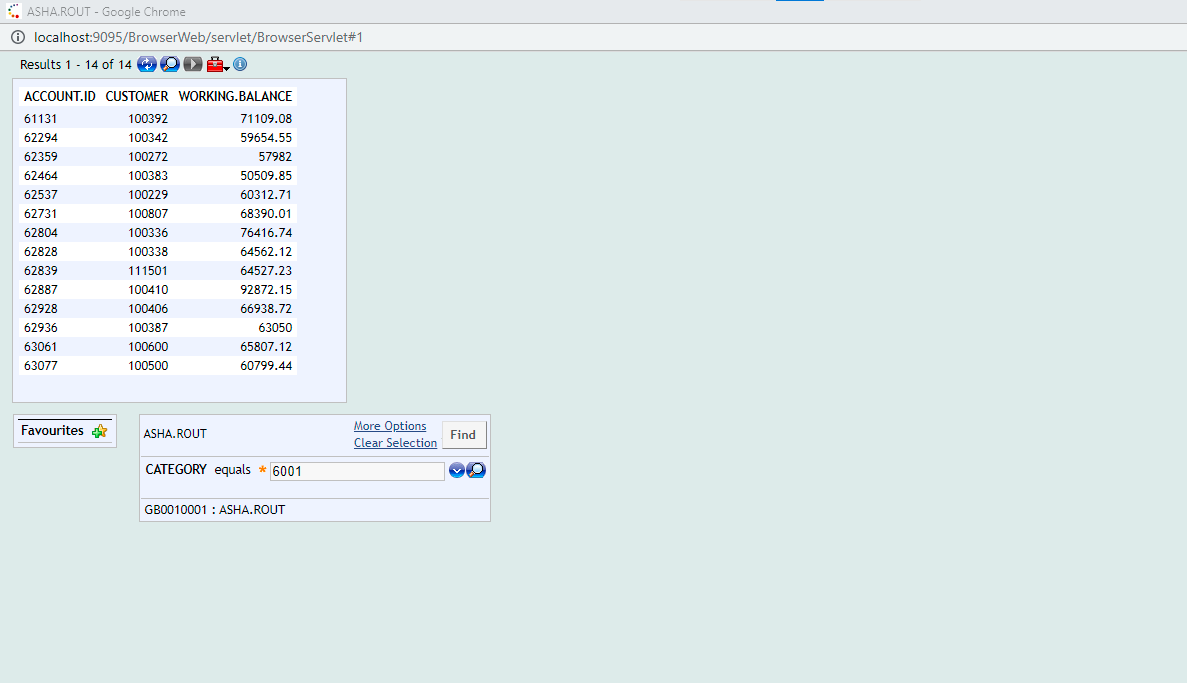 ASHA.ROUT - Google Chrome
localhost:9095/BrowserWeb/servlet/BrowserServlet#1
Results 1 - 14 of 14
ACCOUNT.ID CUSTOMER WORKING.BALANCE
61131 100392 71109.08
62294 100342 59654.55
62359 100272 57982
62464 100383 50509.85
62537 100229 60312.71
62731 100807 68390.01
62804 100336 76416.74
62828 100338 64562.12
62839 111501 64527.23
62887 100410 92872.15
62928 100406 66938.72
62936 100387 63050
63061 100600 65807.12
63077 100500 60799.44
Favourites
More Options
ASHA.ROUT Find
Clear Selection
CATEGORY equals * 6001
GB0010001 : ASHA.ROUT